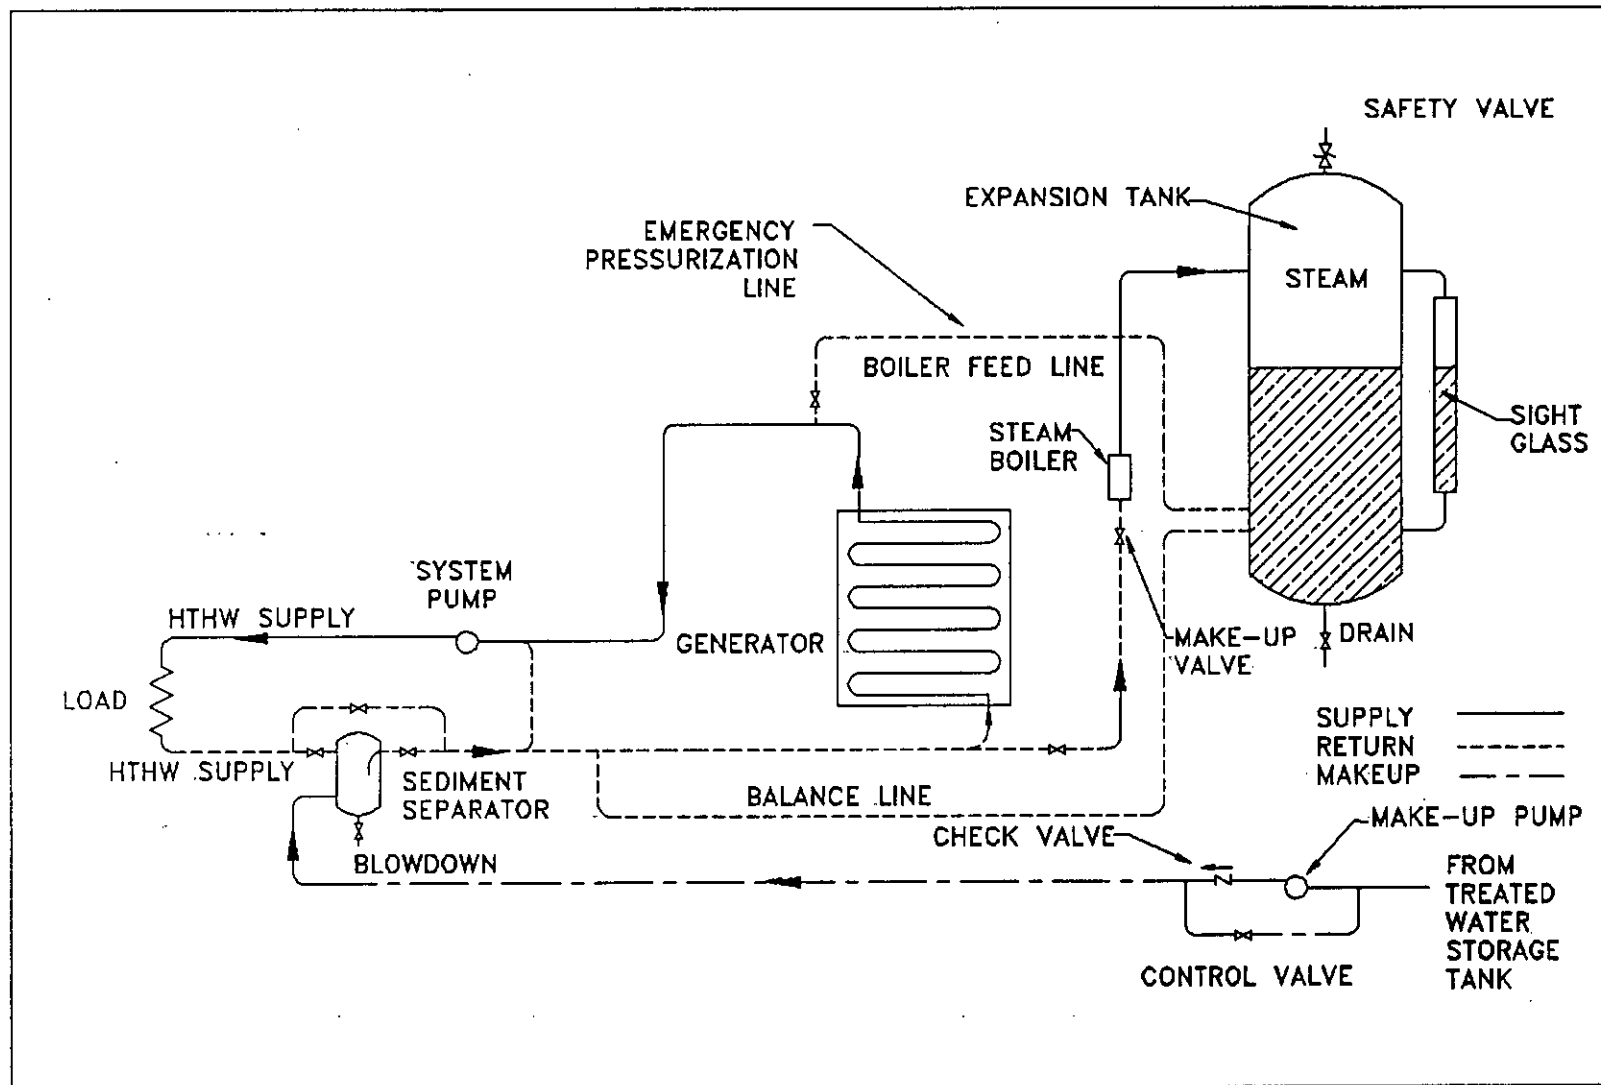 SAFETY VALVE
EXPANSION TANK
EMERGENCY
PRESSURIZATION
LINE
STEAM
BOILER FEED LINE
SIGHT
GLASS
STEAM
BOILER
SYSTEM
PUMP
HTHW SUPPLY
GENERATOR
MAKE-UP
VALVE
DRAIN
LOAD
SUPPLY
RETURN
MAKEUP
HTHW SUPPLY
SEDIMENT
SEPARATOR
BALANCE LINE
BLOWDOWN
CHECK VALVE
MAKE-UP PUMP
FROM
TREATED
WATER
STORAGE
TANK
CONTROL VALVE